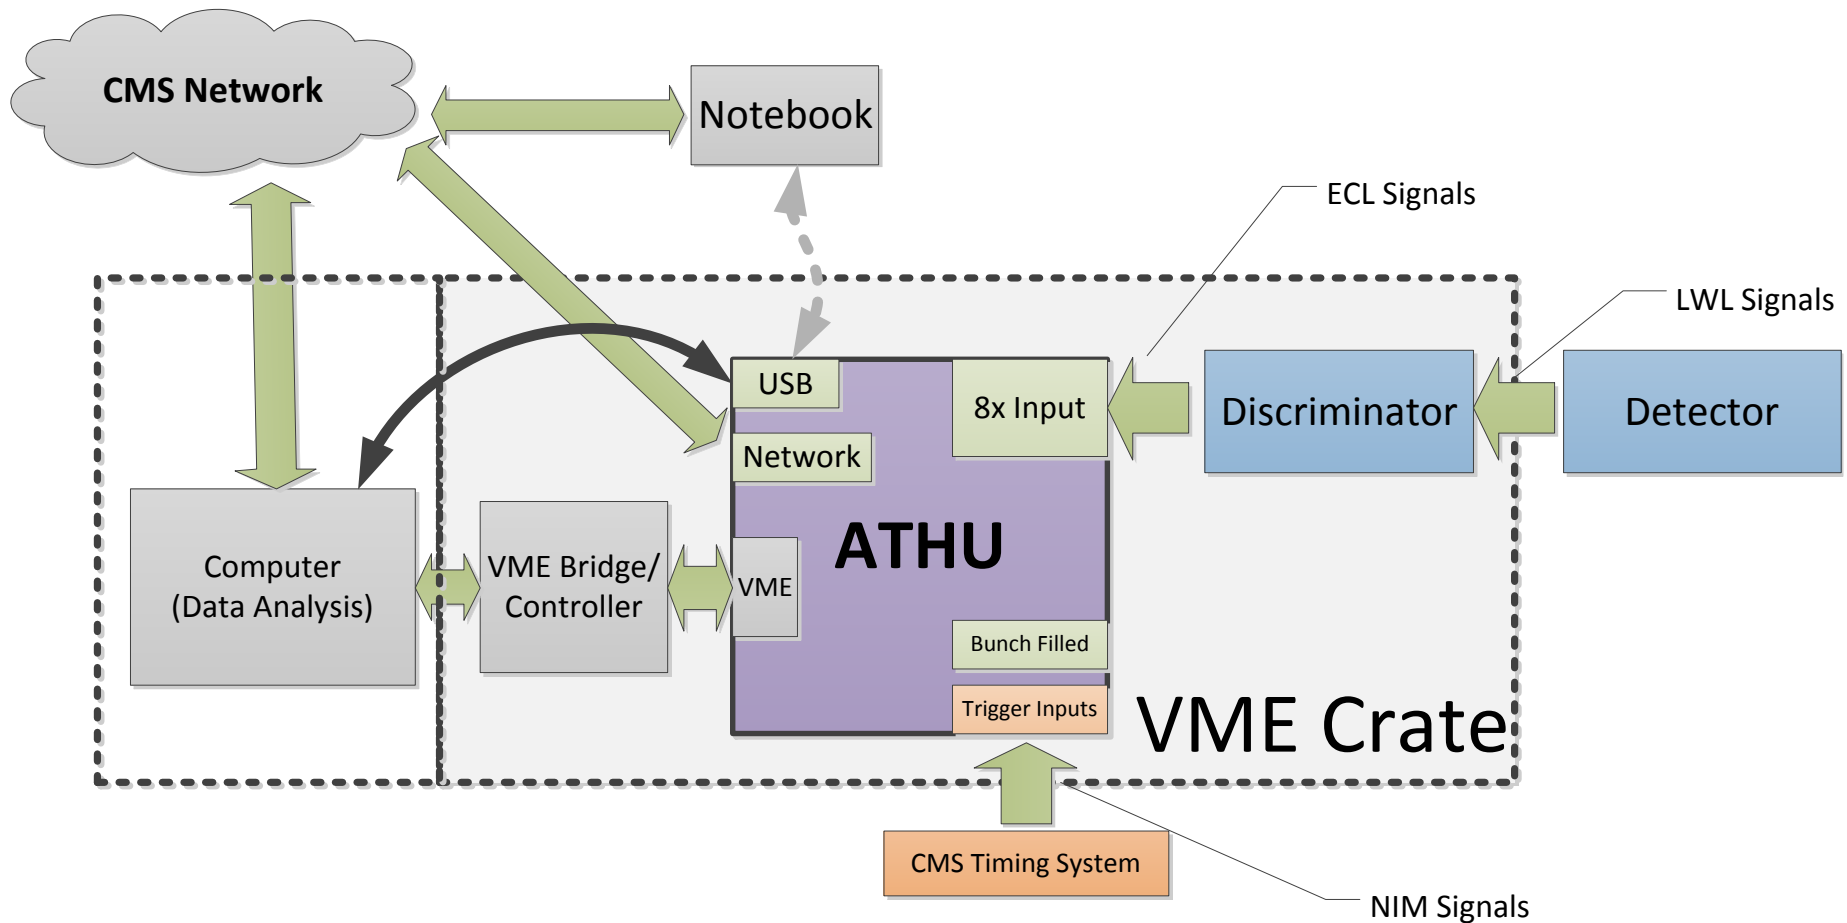 CMS Network
Notebook
ECL Signals
LWL Signals
USB
8x Input
Discriminator
Detector
Network
ATHU
Computer
(Data Analysis)
VME Bridge/
Controller
VME
Bunch Filled
Trigger Inputs
VME Crate
CMS Timing System
NIM Signals